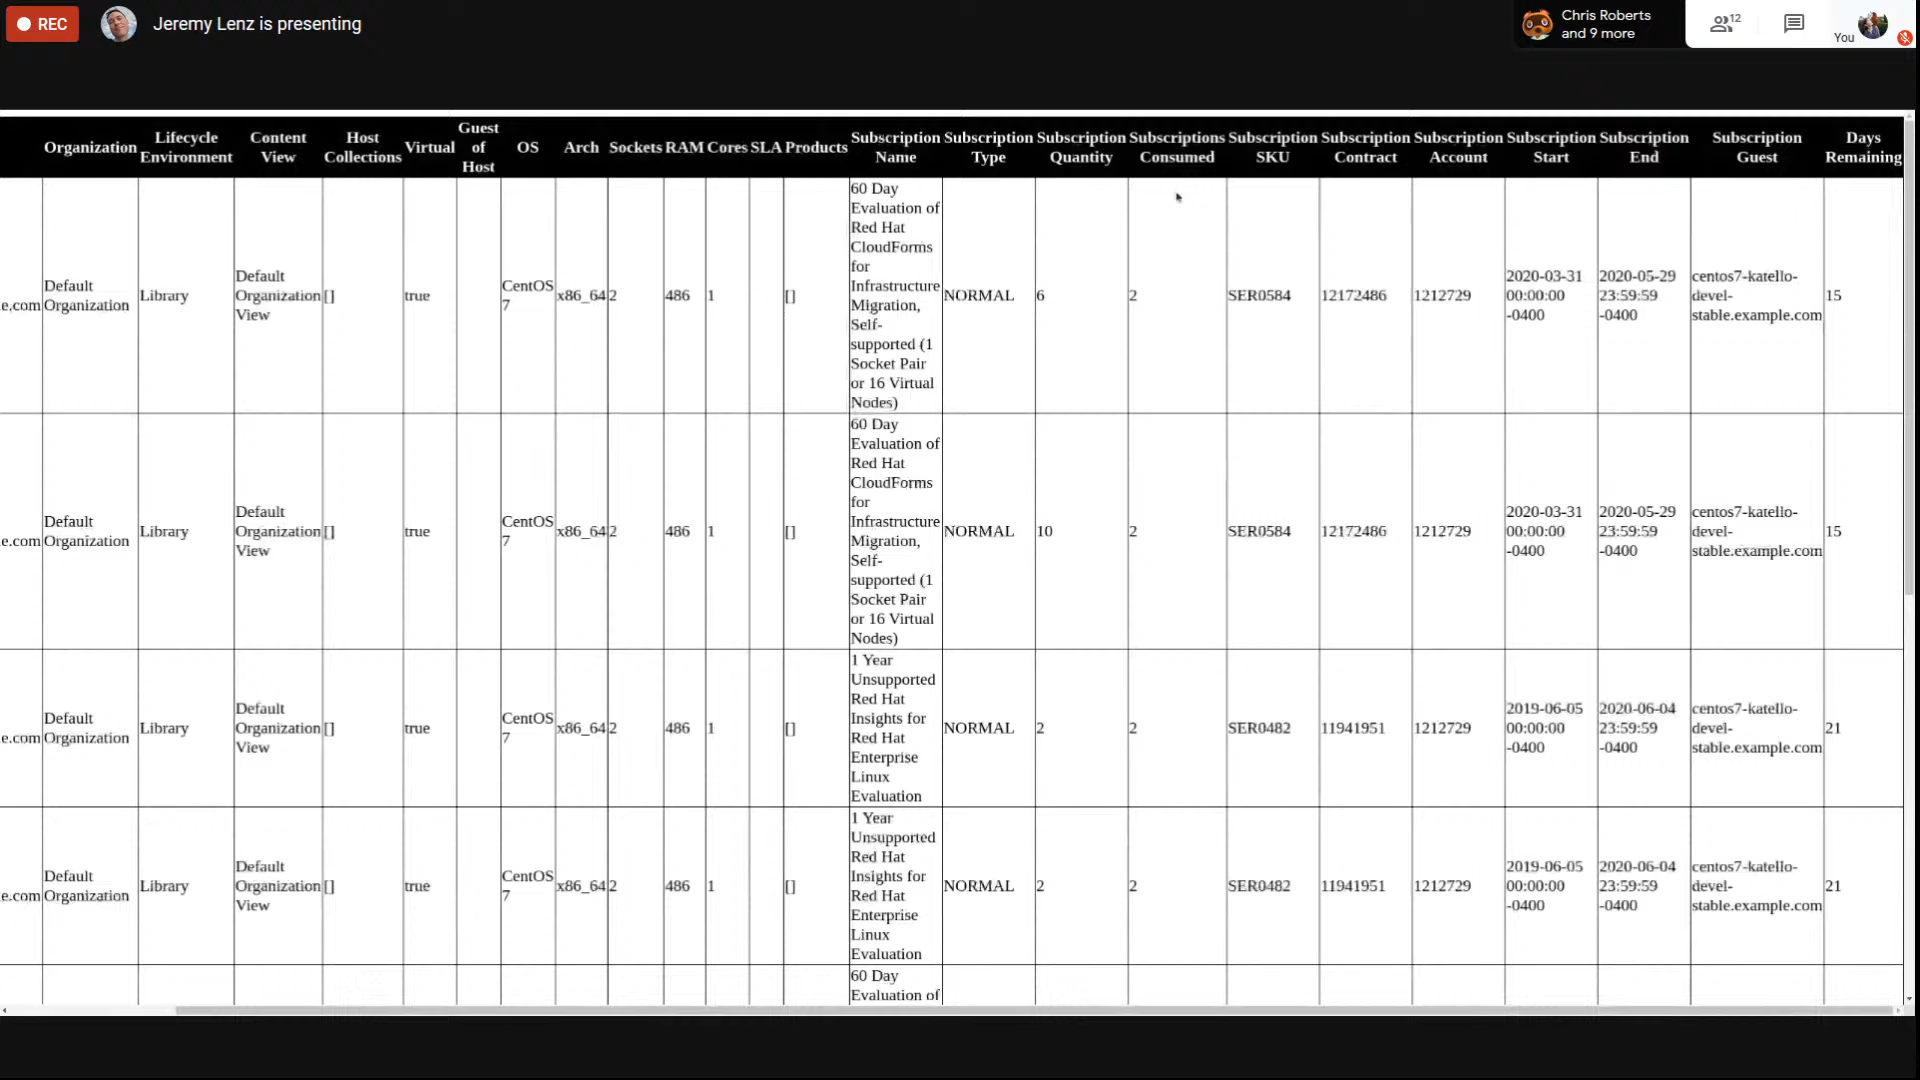 REC
Jeremy Lenz is presenting
Chris Roberts
and 9 more
12
You
Organization Lifecycle Environment Content View Host Collections Virtual Guest of Host OS Arch Sockets RAM Cores SLA Products Subscription Name Subscription Type Subscription Quantity Subscriptions Consumed Subscription SKU Subscription Contract Subscription Account Subscription Start Subscription End Subscription Guest Days Remaining
e.com Default Organization Library Default Organization View [] true CentOS 7 x86_64 2 486 1 [] 60 Day Evaluation of Red Hat CloudForms for Infrastructure Migration, Self-supported (1 Socket Pair or 16 Virtual Nodes) NORMAL 6 2 SER0584 12172486 1212729 2020-03-31 00:00:00 -0400 2020-05-29 23:59:59 -0400 centos7-katello-devel-stable.example.com 15
e.com Default Organization Library Default Organization View [] true CentOS 7 x86_64 2 486 1 [] 60 Day Evaluation of Red Hat CloudForms for Infrastructure Migration, Self-supported (1 Socket Pair or 16 Virtual Nodes) NORMAL 10 2 SER0584 12172486 1212729 2020-03-31 00:00:00 -0400 2020-05-29 23:59:59 -0400 centos7-katello-devel-stable.example.com 15
e.com Default Organization Library Default Organization View [] true CentOS 7 x86_64 2 486 1 [] 1 Year Unsupported Red Hat Insights for Red Hat Enterprise Linux Evaluation NORMAL 2 2 SER0482 11941951 1212729 2019-06-05 00:00:00 -0400 2020-06-04 23:59:59 -0400 centos7-katello-devel-stable.example.com 21
e.com Default Organization Library Default Organization View [] true CentOS 7 x86_64 2 486 1 [] 1 Year Unsupported Red Hat Insights for Red Hat Enterprise Linux Evaluation NORMAL 2 2 SER0482 11941951 1212729 2019-06-05 00:00:00 -0400 2020-06-04 23:59:59 -0400 centos7-katello-devel-stable.example.com 21
60 Day Evaluation of